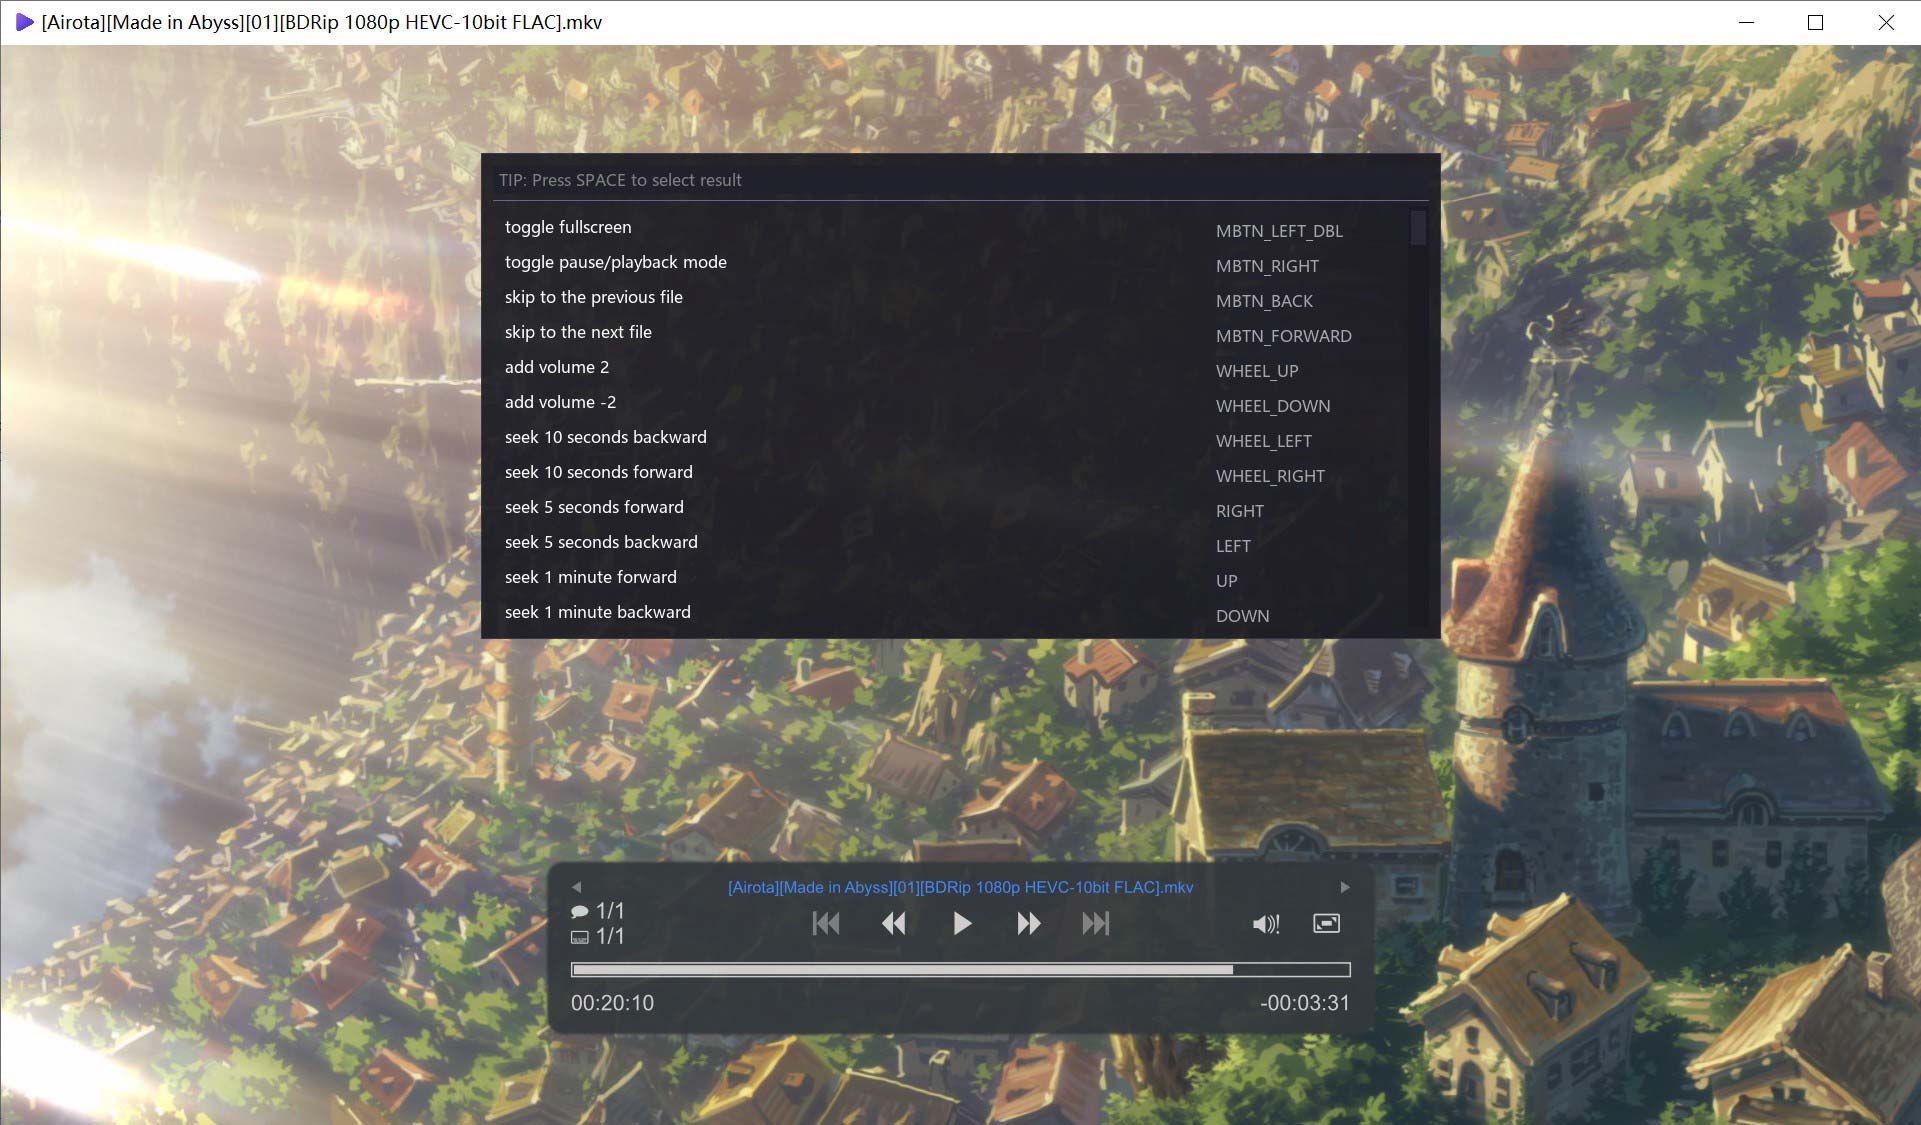 [Airota][Made in Abyss][01][BDRip 1080p HEVC-10bit FLAC].mkv
TIP: Press SPACE to select result
toggle fullscreen MBTN_LEFT_DBL
toggle pause/playback mode MBTN_RIGHT
skip to the previous file MBTN_BACK
skip to the next file MBTN_FORWARD
add volume 2 WHEEL_UP
add volume -2 WHEEL_DOWN
seek 10 seconds backward WHEEL_LEFT
seek 10 seconds forward WHEEL_RIGHT
seek 5 seconds forward RIGHT
seek 5 seconds backward LEFT
seek 1 minute forward UP
seek 1 minute backward DOWN
[Airota][Made in Abyss][01][BDRip 1080p HEVC-10bit FLAC].mkv
1/1
1/1
00:20:10 -00:03:31